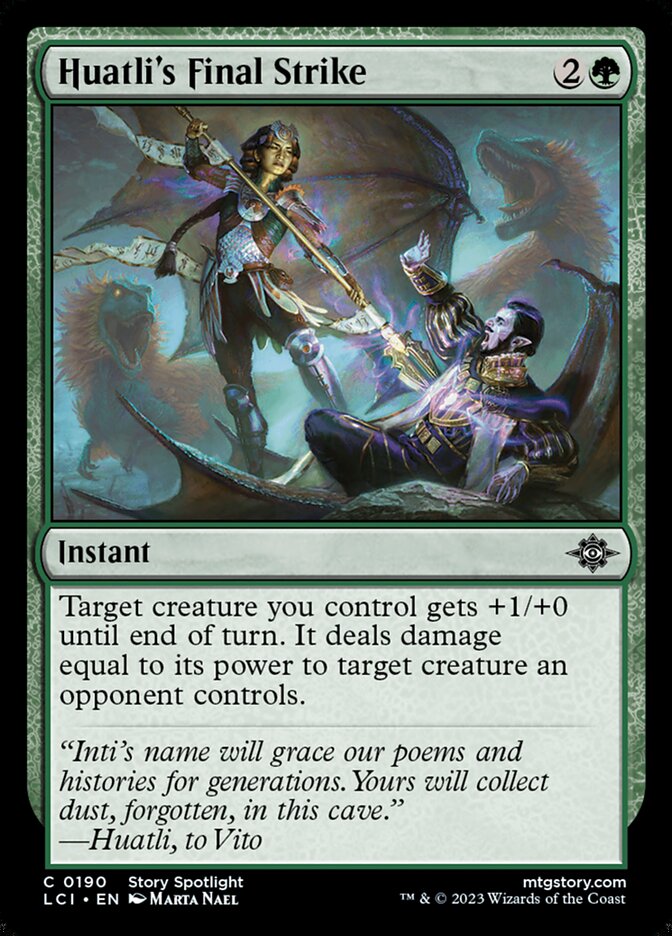 Huatli's Final Strike 2
Instant
Target creature you control gets +1/+0
until end of turn. It deals damage
equal to its power to target creature an
opponent controls.
“Inti's name will grace our poems and
histories for generations. Yours will collect
dust, forgotten, in this cave.”
—Huatli, to Vito
C 0190 Story Spotlight mtgstory.com
LCI • EN Marta Nael ™ & © 2023 Wizards of the Coast